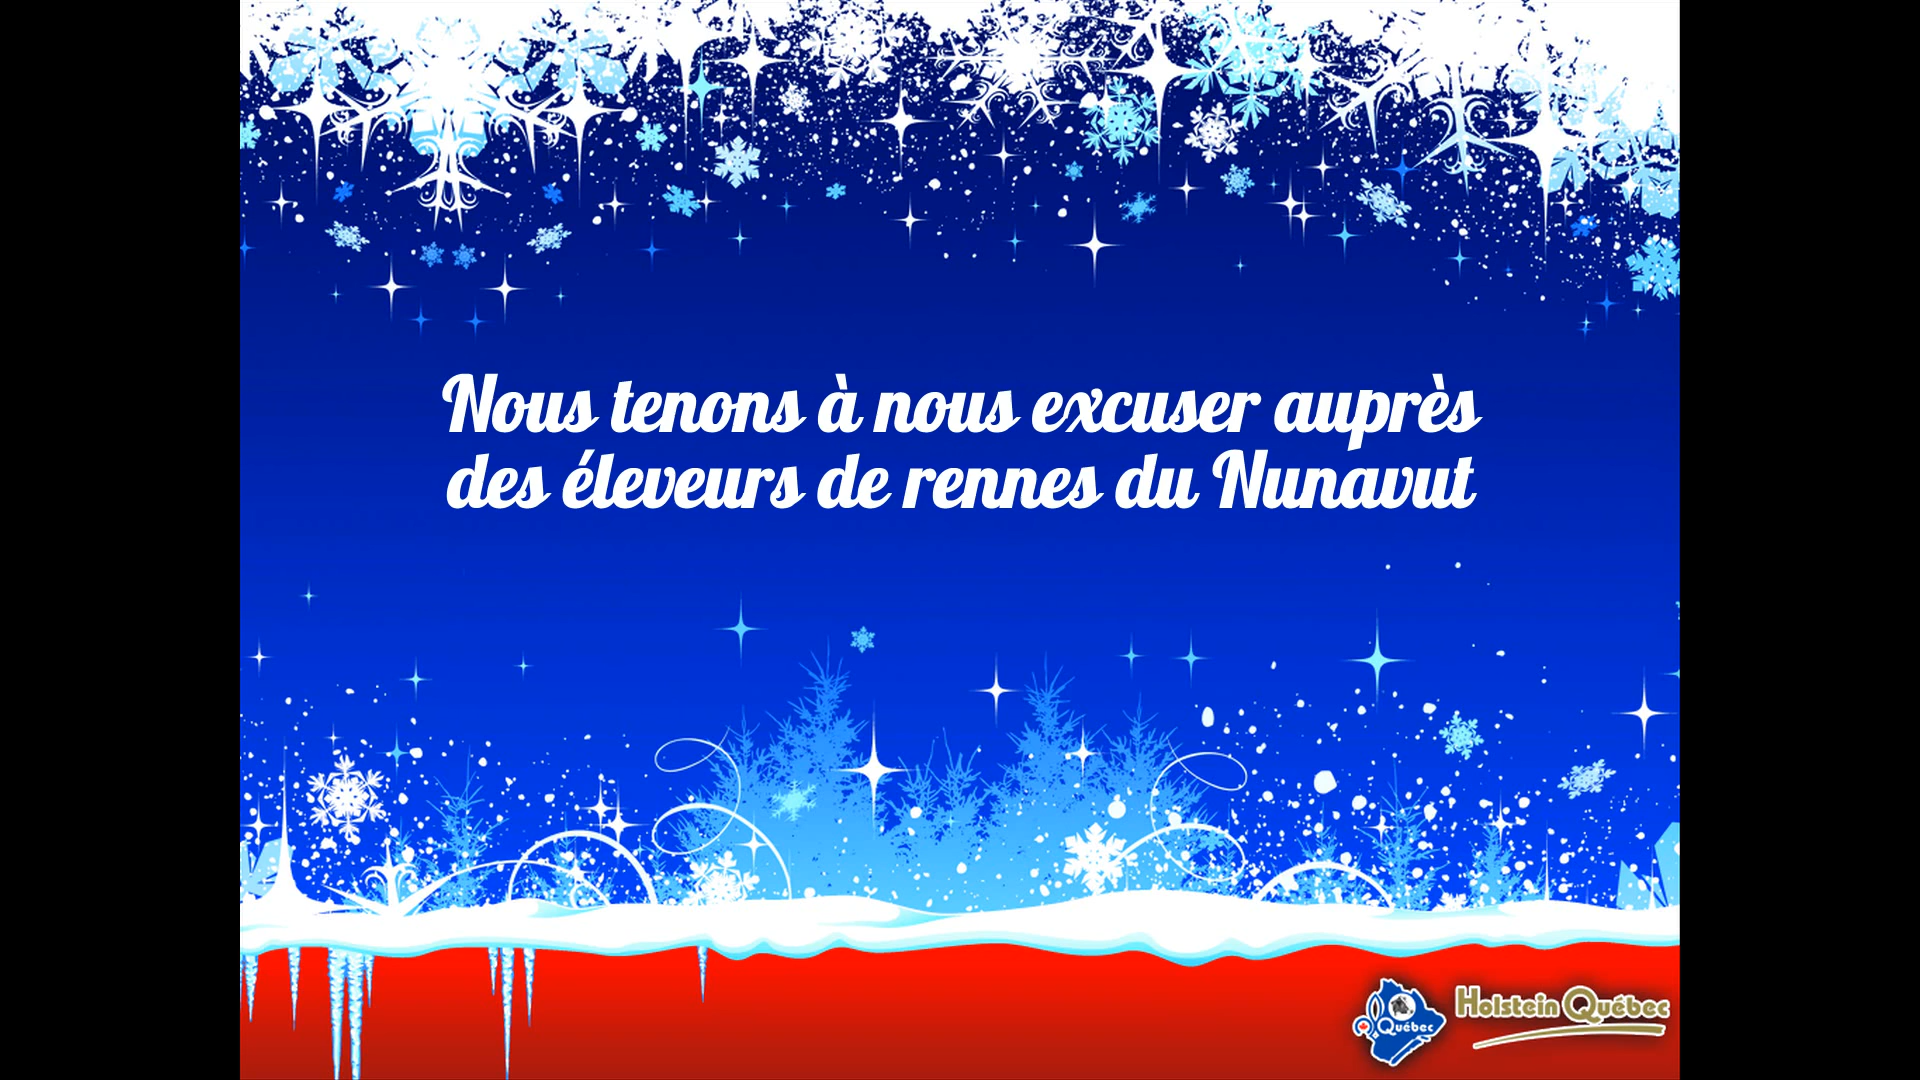 Nous tenons à nous excuser auprès
des éleveurs de rennes du Nunavut
Québec
Holstein Québec